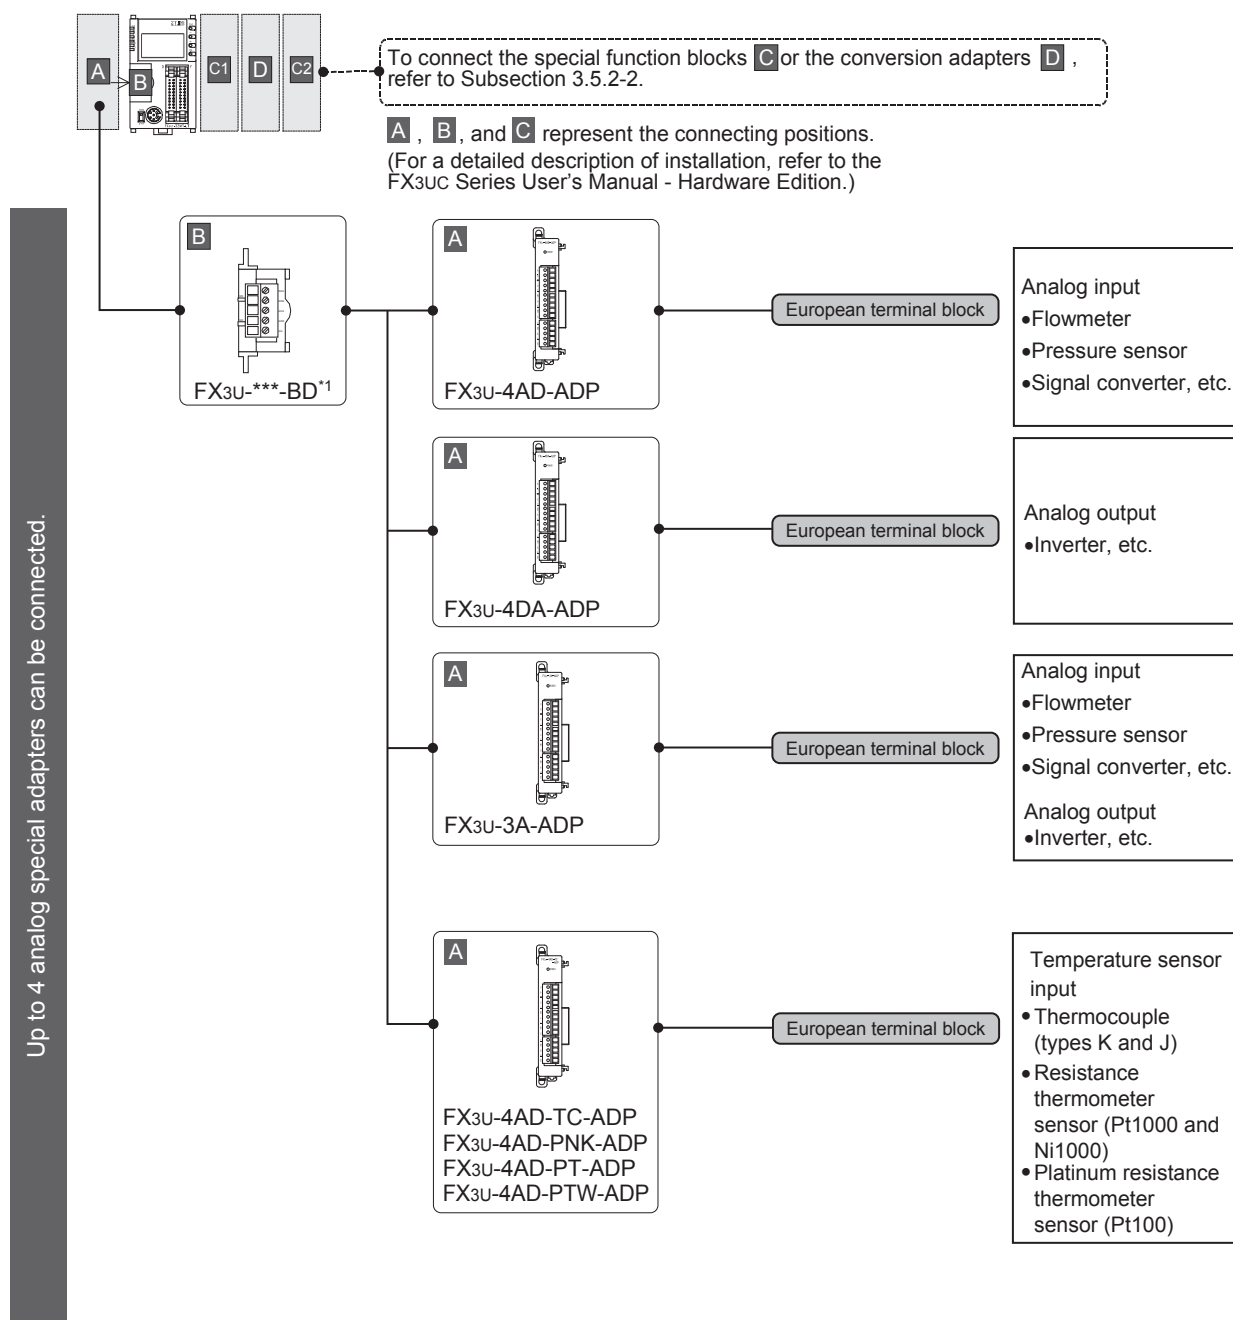 A
B
C1
D
C2
To connect the special function blocks C or the conversion adapters D ,
refer to Subsection 3.5.2-2.
A , B, and C represent the connecting positions.
(For a detailed description of installation, refer to the
FX3UC Series User's Manual - Hardware Edition.)
Up to 4 analog special adapters can be connected.
B
FX3U-***-BD*1
A
FX3U-4AD-ADP
European terminal block
Analog input
•Flowmeter
•Pressure sensor
•Signal converter, etc.
A
FX3U-4DA-ADP
European terminal block
Analog output
•Inverter, etc.
A
FX3U-3A-ADP
European terminal block
Analog input
•Flowmeter
•Pressure sensor
•Signal converter, etc.
Analog output
•Inverter, etc.
A
FX3U-4AD-TC-ADP
FX3U-4AD-PNK-ADP
FX3U-4AD-PT-ADP
FX3U-4AD-PTW-ADP
European terminal block
Temperature sensor
input
•Thermocouple
(types K and J)
•Resistance
thermometer
sensor (Pt1000 and
Ni1000)
•Platinum resistance
thermometer
sensor (Pt100)